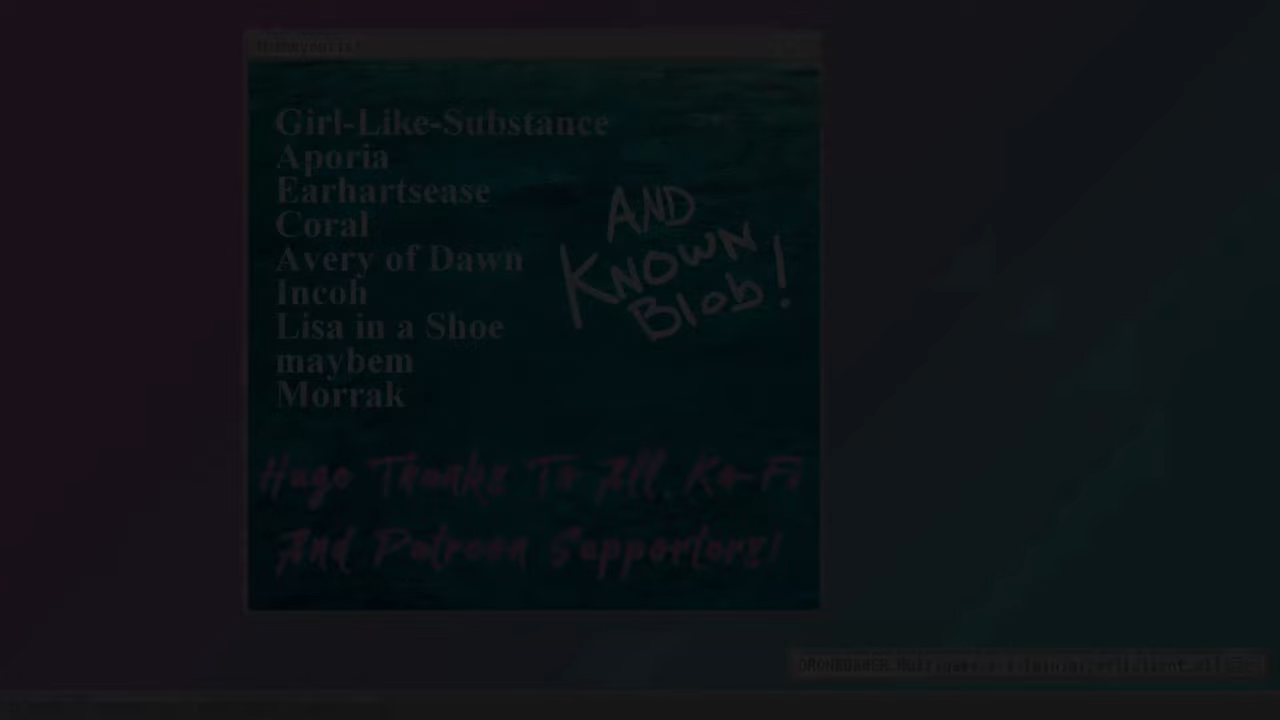 Girl-Like-Substance
Aporia
Earhartsease
Coral
Avery of Dawn
Incoh
Lisa in a Shoe
maybem
Morrak
AND
KNOWN
Blob!
Huge Thanks To All Ko-Fi
And Patreon Supporters!